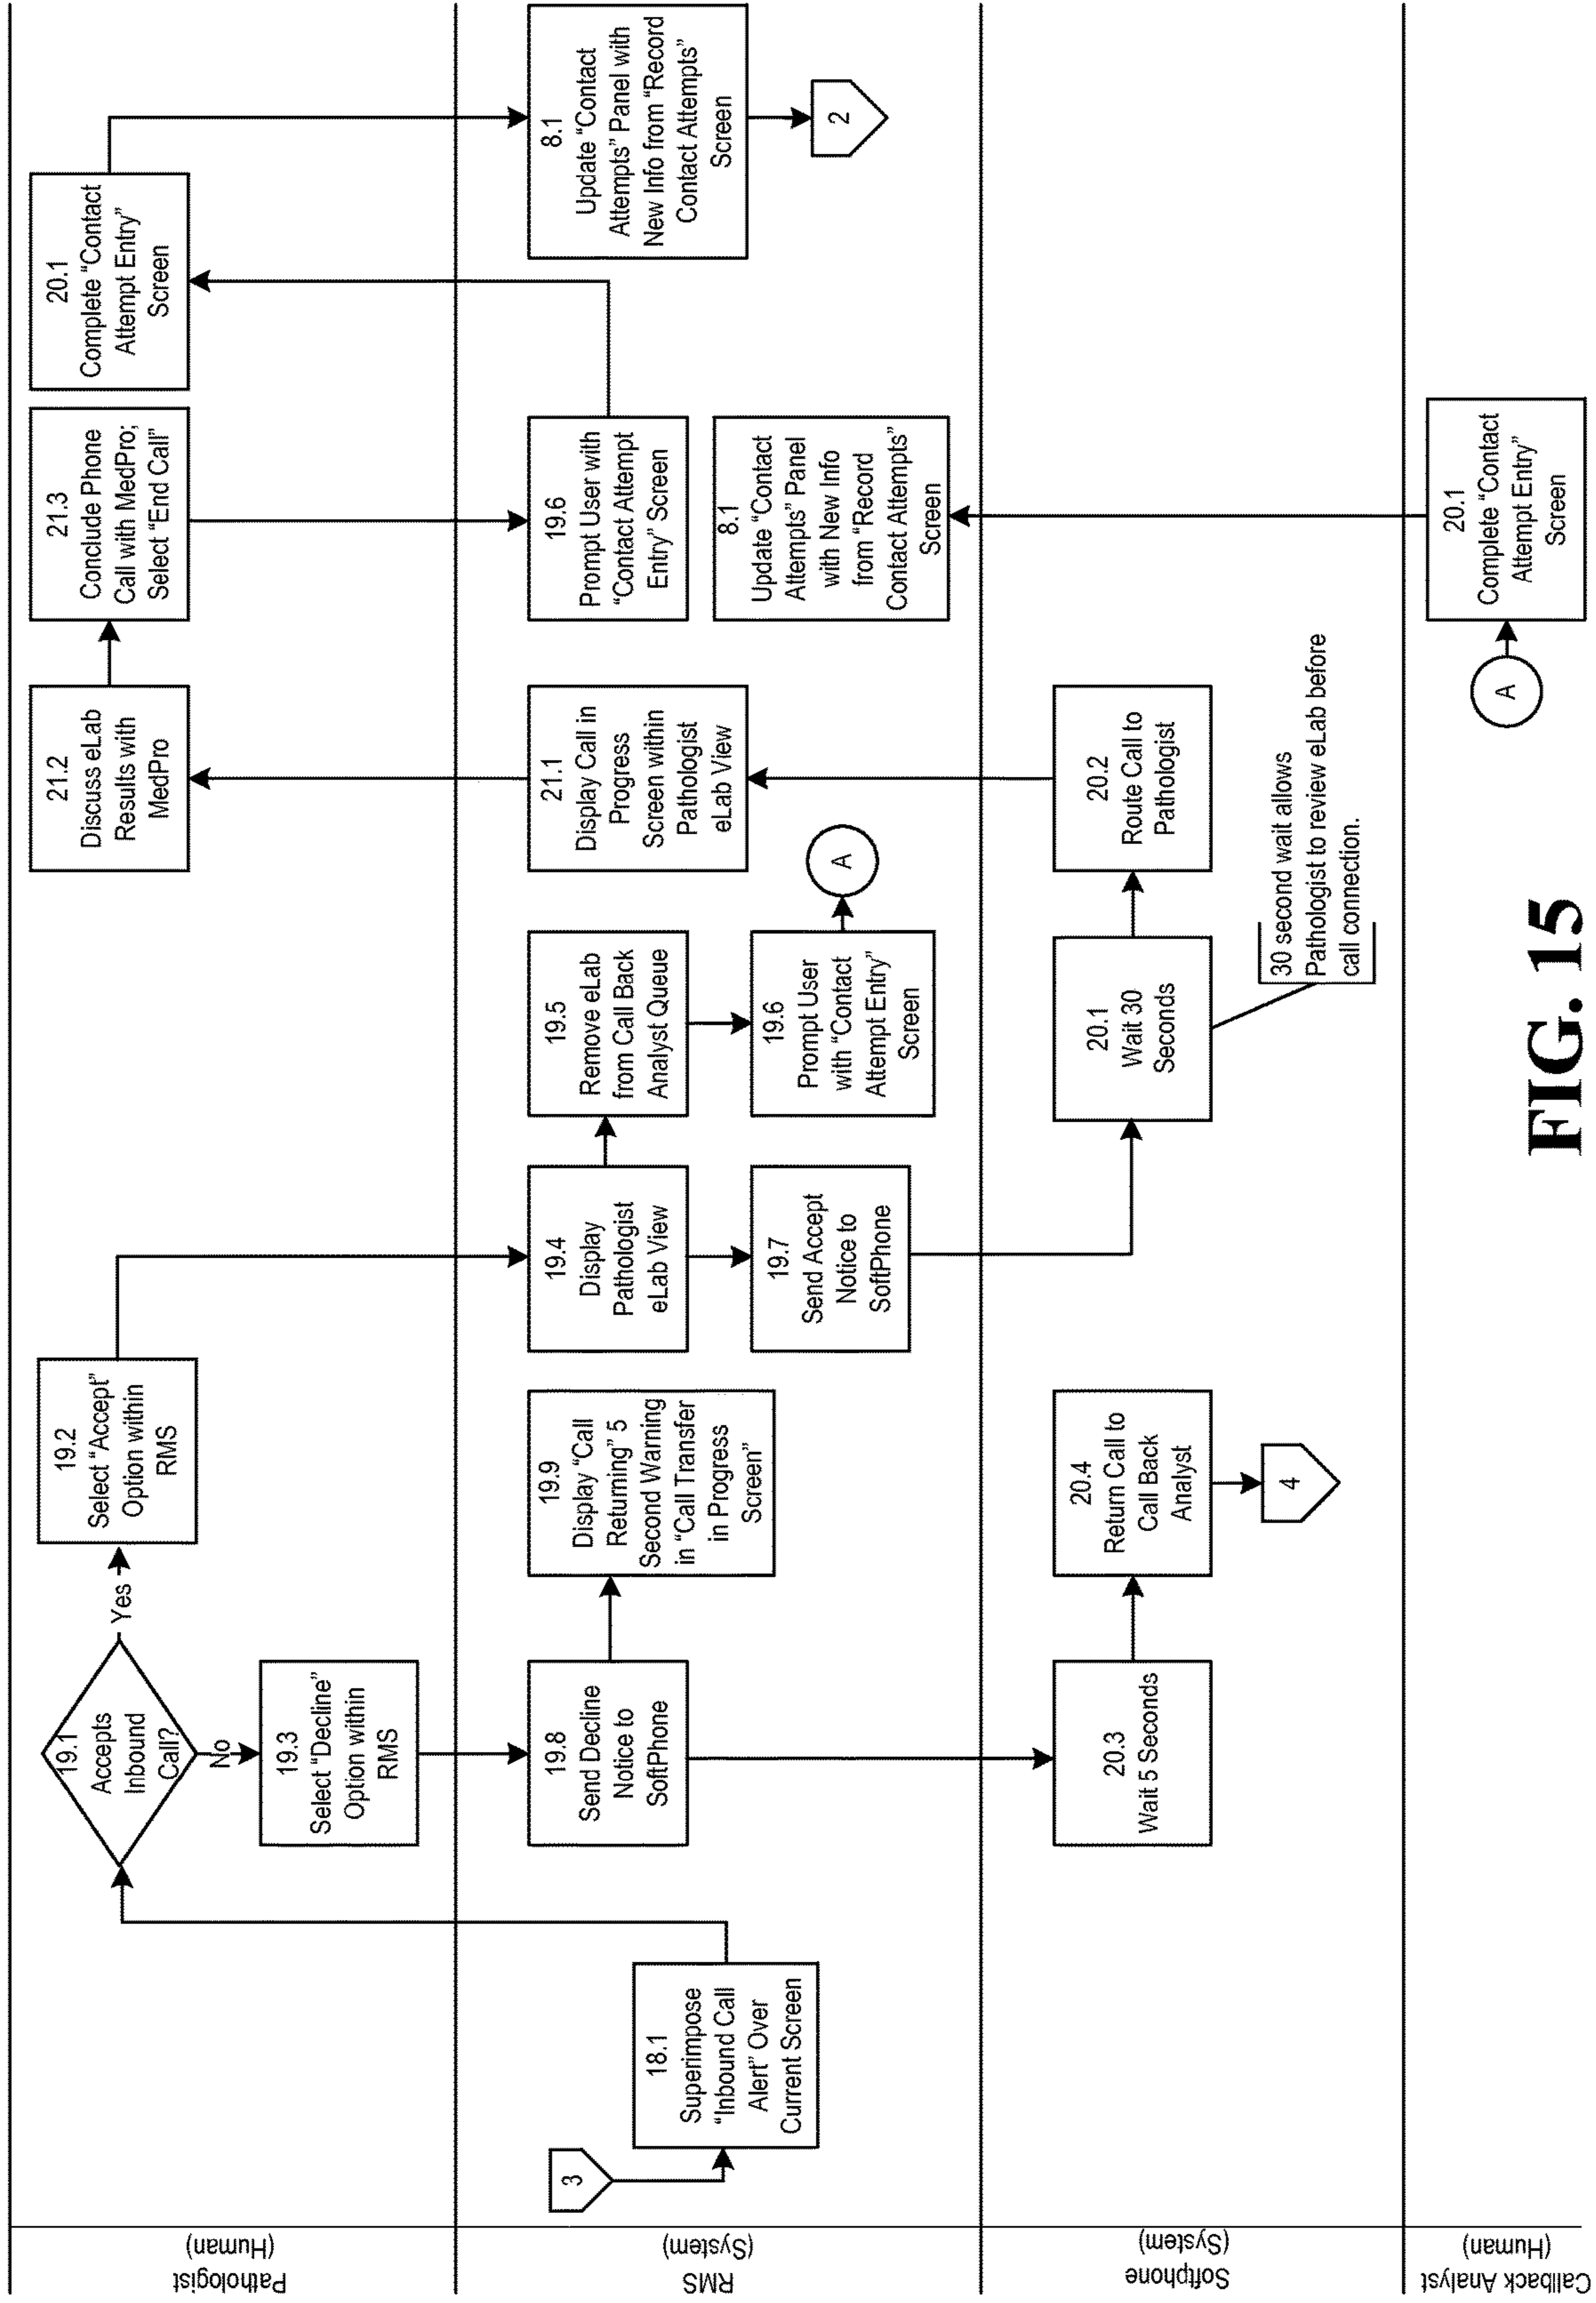 Pathologist
(Human)
19.1
Accepts
Inbound
Call?
Yes
No
19.2
Select “Accept”
Option within
RMS
19.3
Select “Decline”
Option within
RMS
21.2
Discuss eLab
Results with
MedPro
21.3
Conclude Phone
Call with MedPro;
Select “End Call”
20.1
Complete “Contact
Attempt Entry”
Screen
RMS
(System)
3
18.1
Superimpose
“Inbound Call
Alert” Over
Current Screen
19.8
Send Decline
Notice to
SoftPhone
19.9
Display “Call
Returning” 5
Second Warning
in “Call Transfer
in Progress
Screen”
19.4
Display
Pathologist
eLab View
19.7
Send Accept
Notice to
SoftPhone
19.5
Remove eLab
from Call Back
Analyst Queue
19.6
Prompt User
with “Contact
Attempt Entry”
Screen
A
21.1
Display Call in
Progress
Screen within
Pathologist
eLab View
19.6
Prompt User with
“Contact Attempt
Entry” Screen
8.1
Update “Contact
Attempts” Panel
with New Info
from “Record
Contact Attempts”
Screen
8.1
Update “Contact
Attempts” Panel with
New Info from “Record
Contact Attempts”
Screen
2
Softphone
(System)
20.3
Wait 5 Seconds
20.4
Return Call to
Call Back
Analyst
4
20.1
Wait 30
Seconds
20.2
Route Call to
Pathologist
30 second wait allows
Pathologist to review eLab before
call connection.
Callback Analyst
(Human)
A
20.1
Complete “Contact
Attempt Entry”
Screen
FIG. 15